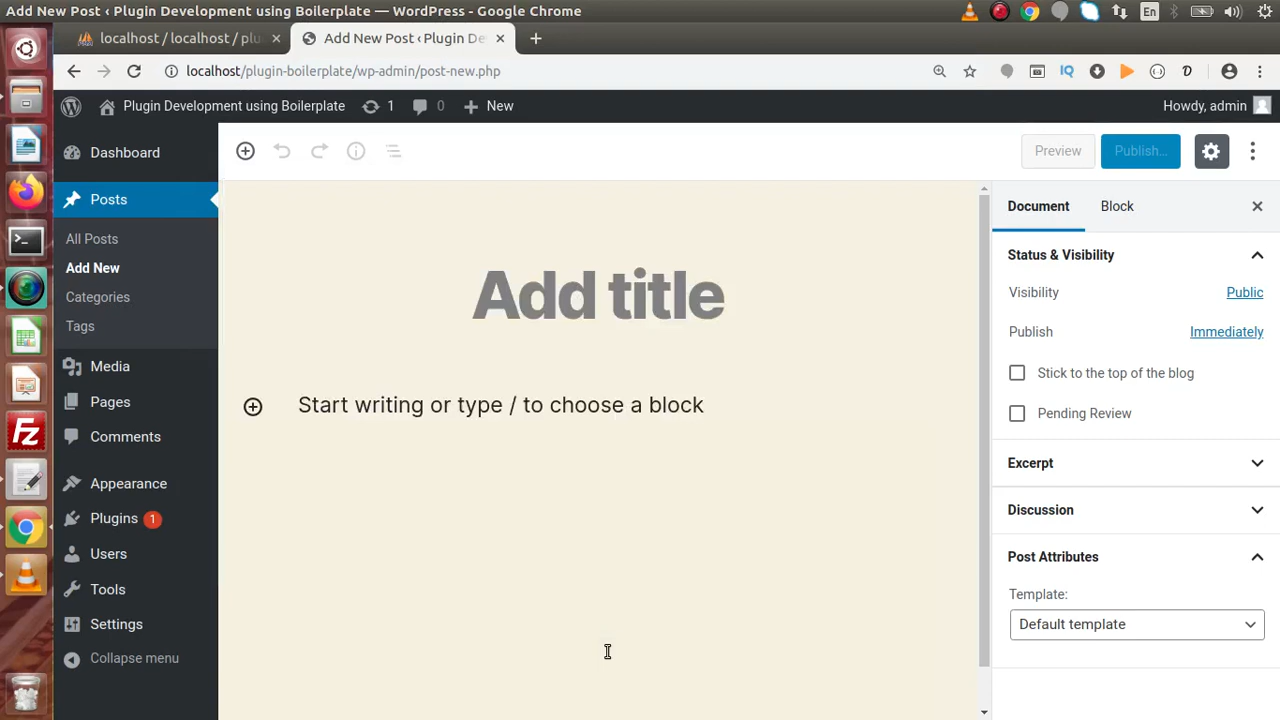 Add New Post ‹ Plugin Development using Boilerplate — WordPress - Google Chrome
En
localhost / localhost / plu
Add New Post ‹ Plugin De
localhost/plugin-boilerplate/wp-admin/post-new.php
IQ
Plugin Development using Boilerplate
1
0
New
Howdy, admin
Dashboard
Posts
All Posts
Add New
Categories
Tags
Media
Pages
Comments
Appearance
Plugins 1
Users
Tools
Settings
Collapse menu
Preview
Publish...
Add title
Start writing or type / to choose a block
Document
Block
Status & Visibility
Visibility
Public
Publish
Immediately
Stick to the top of the blog
Pending Review
Excerpt
Discussion
Post Attributes
Template:
Default template